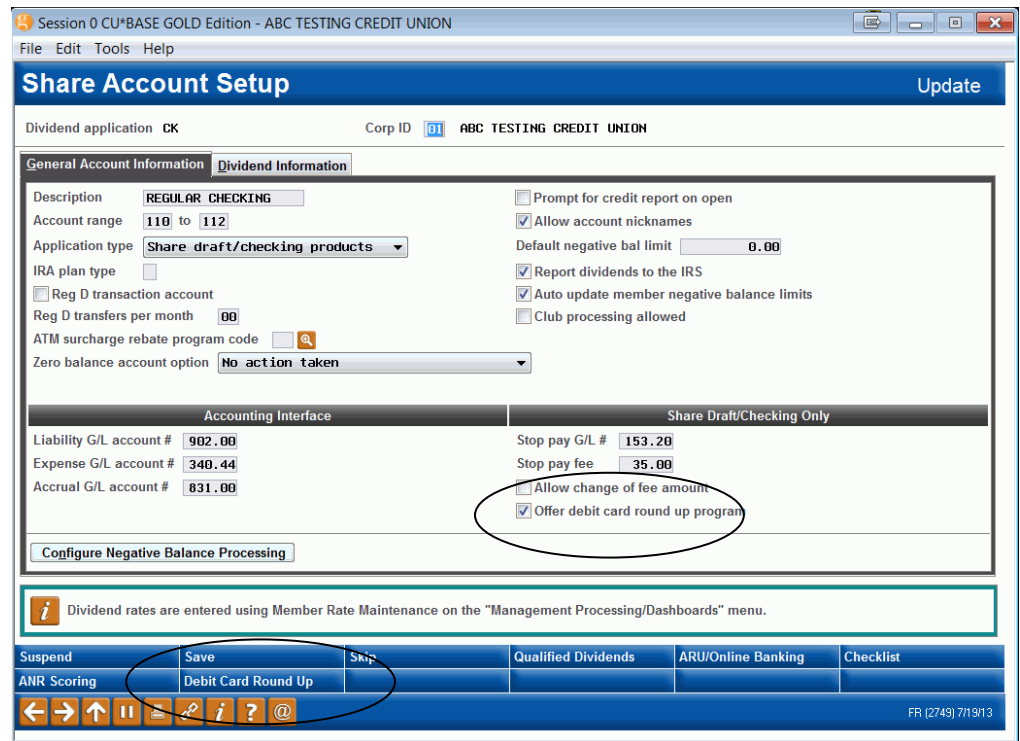 Session 0 CU*BASE GOLD Edition - ABC TESTING CREDIT UNION
File Edit Tools Help
Share Account Setup Update
Dividend application CK Corp ID 01 ABC TESTING CREDIT UNION
General Account Information Dividend Information
Description REGULAR CHECKING
Account range 110 to 112
Application type Share draft/checking products
IRA plan type
Reg D transaction account
Reg D transfers per month 00
ATM surcharge rebate program code
Zero balance account option No action taken
Prompt for credit report on open
Allow account nicknames
Default negative bal limit 0.00
Report dividends to the IRS
Auto update member negative balance limits
Club processing allowed
Accounting Interface
Liability G/L account # 902.00
Expense G/L account # 340.44
Accrual G/L account # 831.00
Share Draft/Checking Only
Stop pay G/L # 153.20
Stop pay fee 35.00
Allow change of fee amount
Offer debit card round up program
Configure Negative Balance Processing
i Dividend rates are entered using Member Rate Maintenance on the "Management Processing/Dashboards" menu.
Suspend Save Skip Qualified Dividends ARU/Online Banking Checklist
ANR Scoring Debit Card Round Up
i ? @ FR (2749) 7/19/13